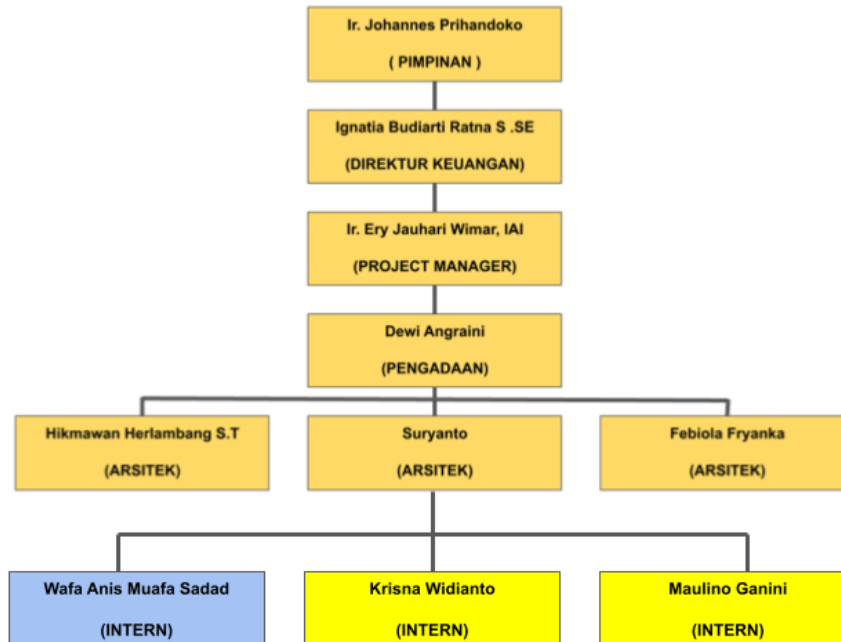 Ir. Johannes Prihandoko
( PIMPINAN )
Ignatia Budiarti Ratna S .SE
(DIREKTUR KEUANGAN)
Ir. Ery Jauhari Wimar, IAI
(PROJECT MANAGER)
Dewi Angraini
(PENGADAAN)
Hikmawan Herlambang S.T
(ARSITEK)
Suryanto
(ARSITEK)
Febiola Fryanka
(ARSITEK)
Wafa Anis Muafa Sadad
(INTERN)
Krisna Widianto
(INTERN)
Maulino Ganini
(INTERN)